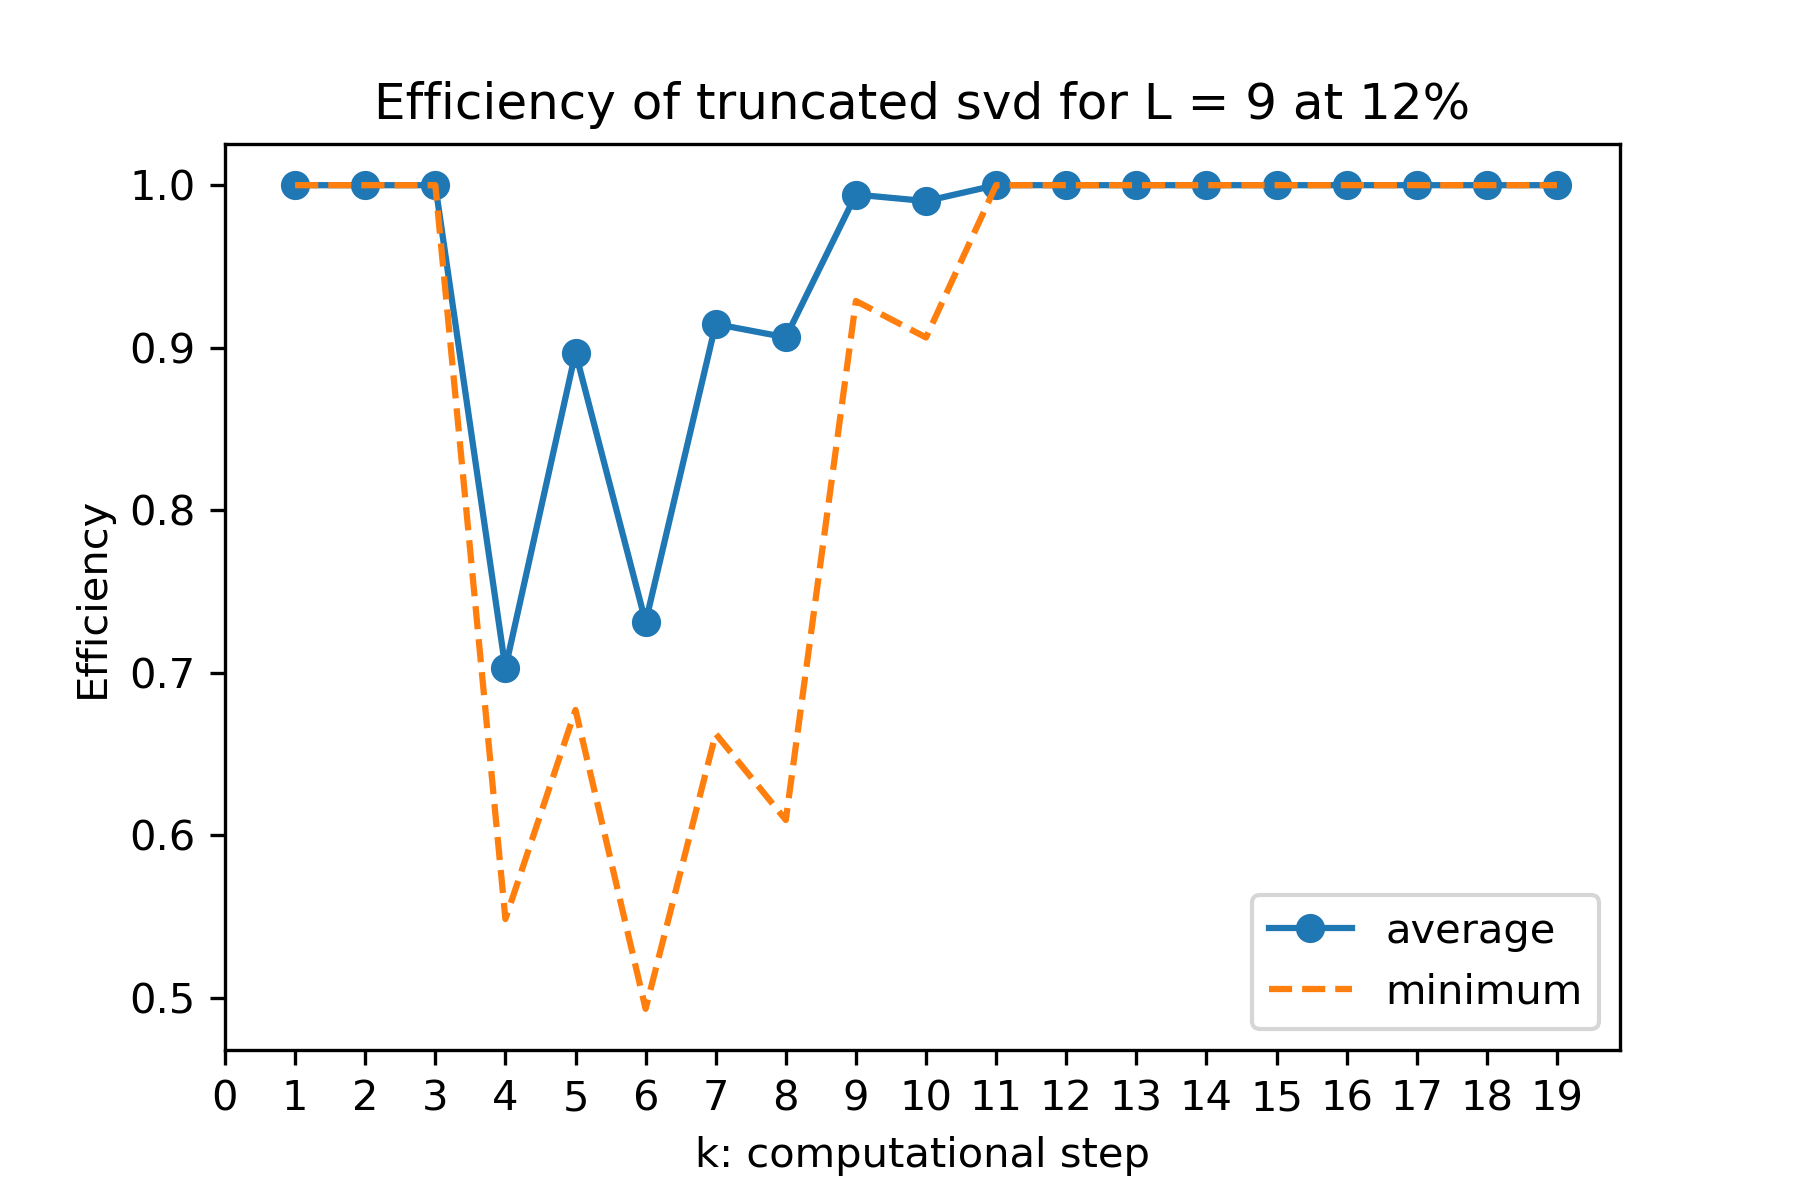 Efficiency of truncated svd for L = 9 at 12%
1.0
0.9
0.8
0.7
0.6
0.5
Efficiency
average
minimum
0 1 2 3 4 5 6 7 8 9 10 11 12 13 14 15 16 17 18 19
k: computational step